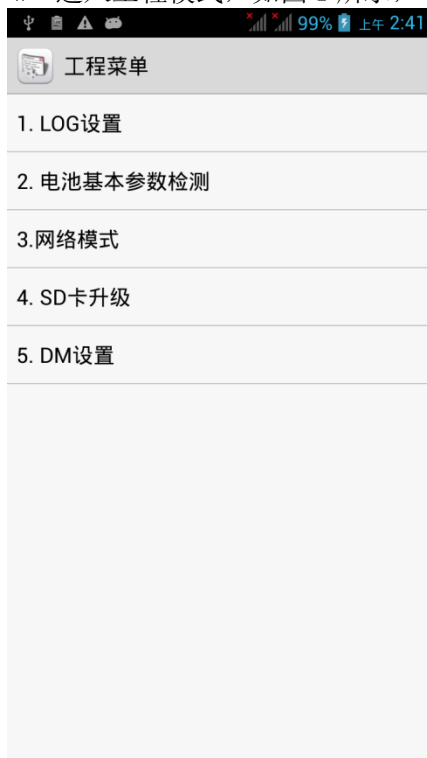 99% 上午 2:41
工程菜单
1. LOG设置
2. 电池基本参数检测
3.网络模式
4. SD卡升级
5. DM设置